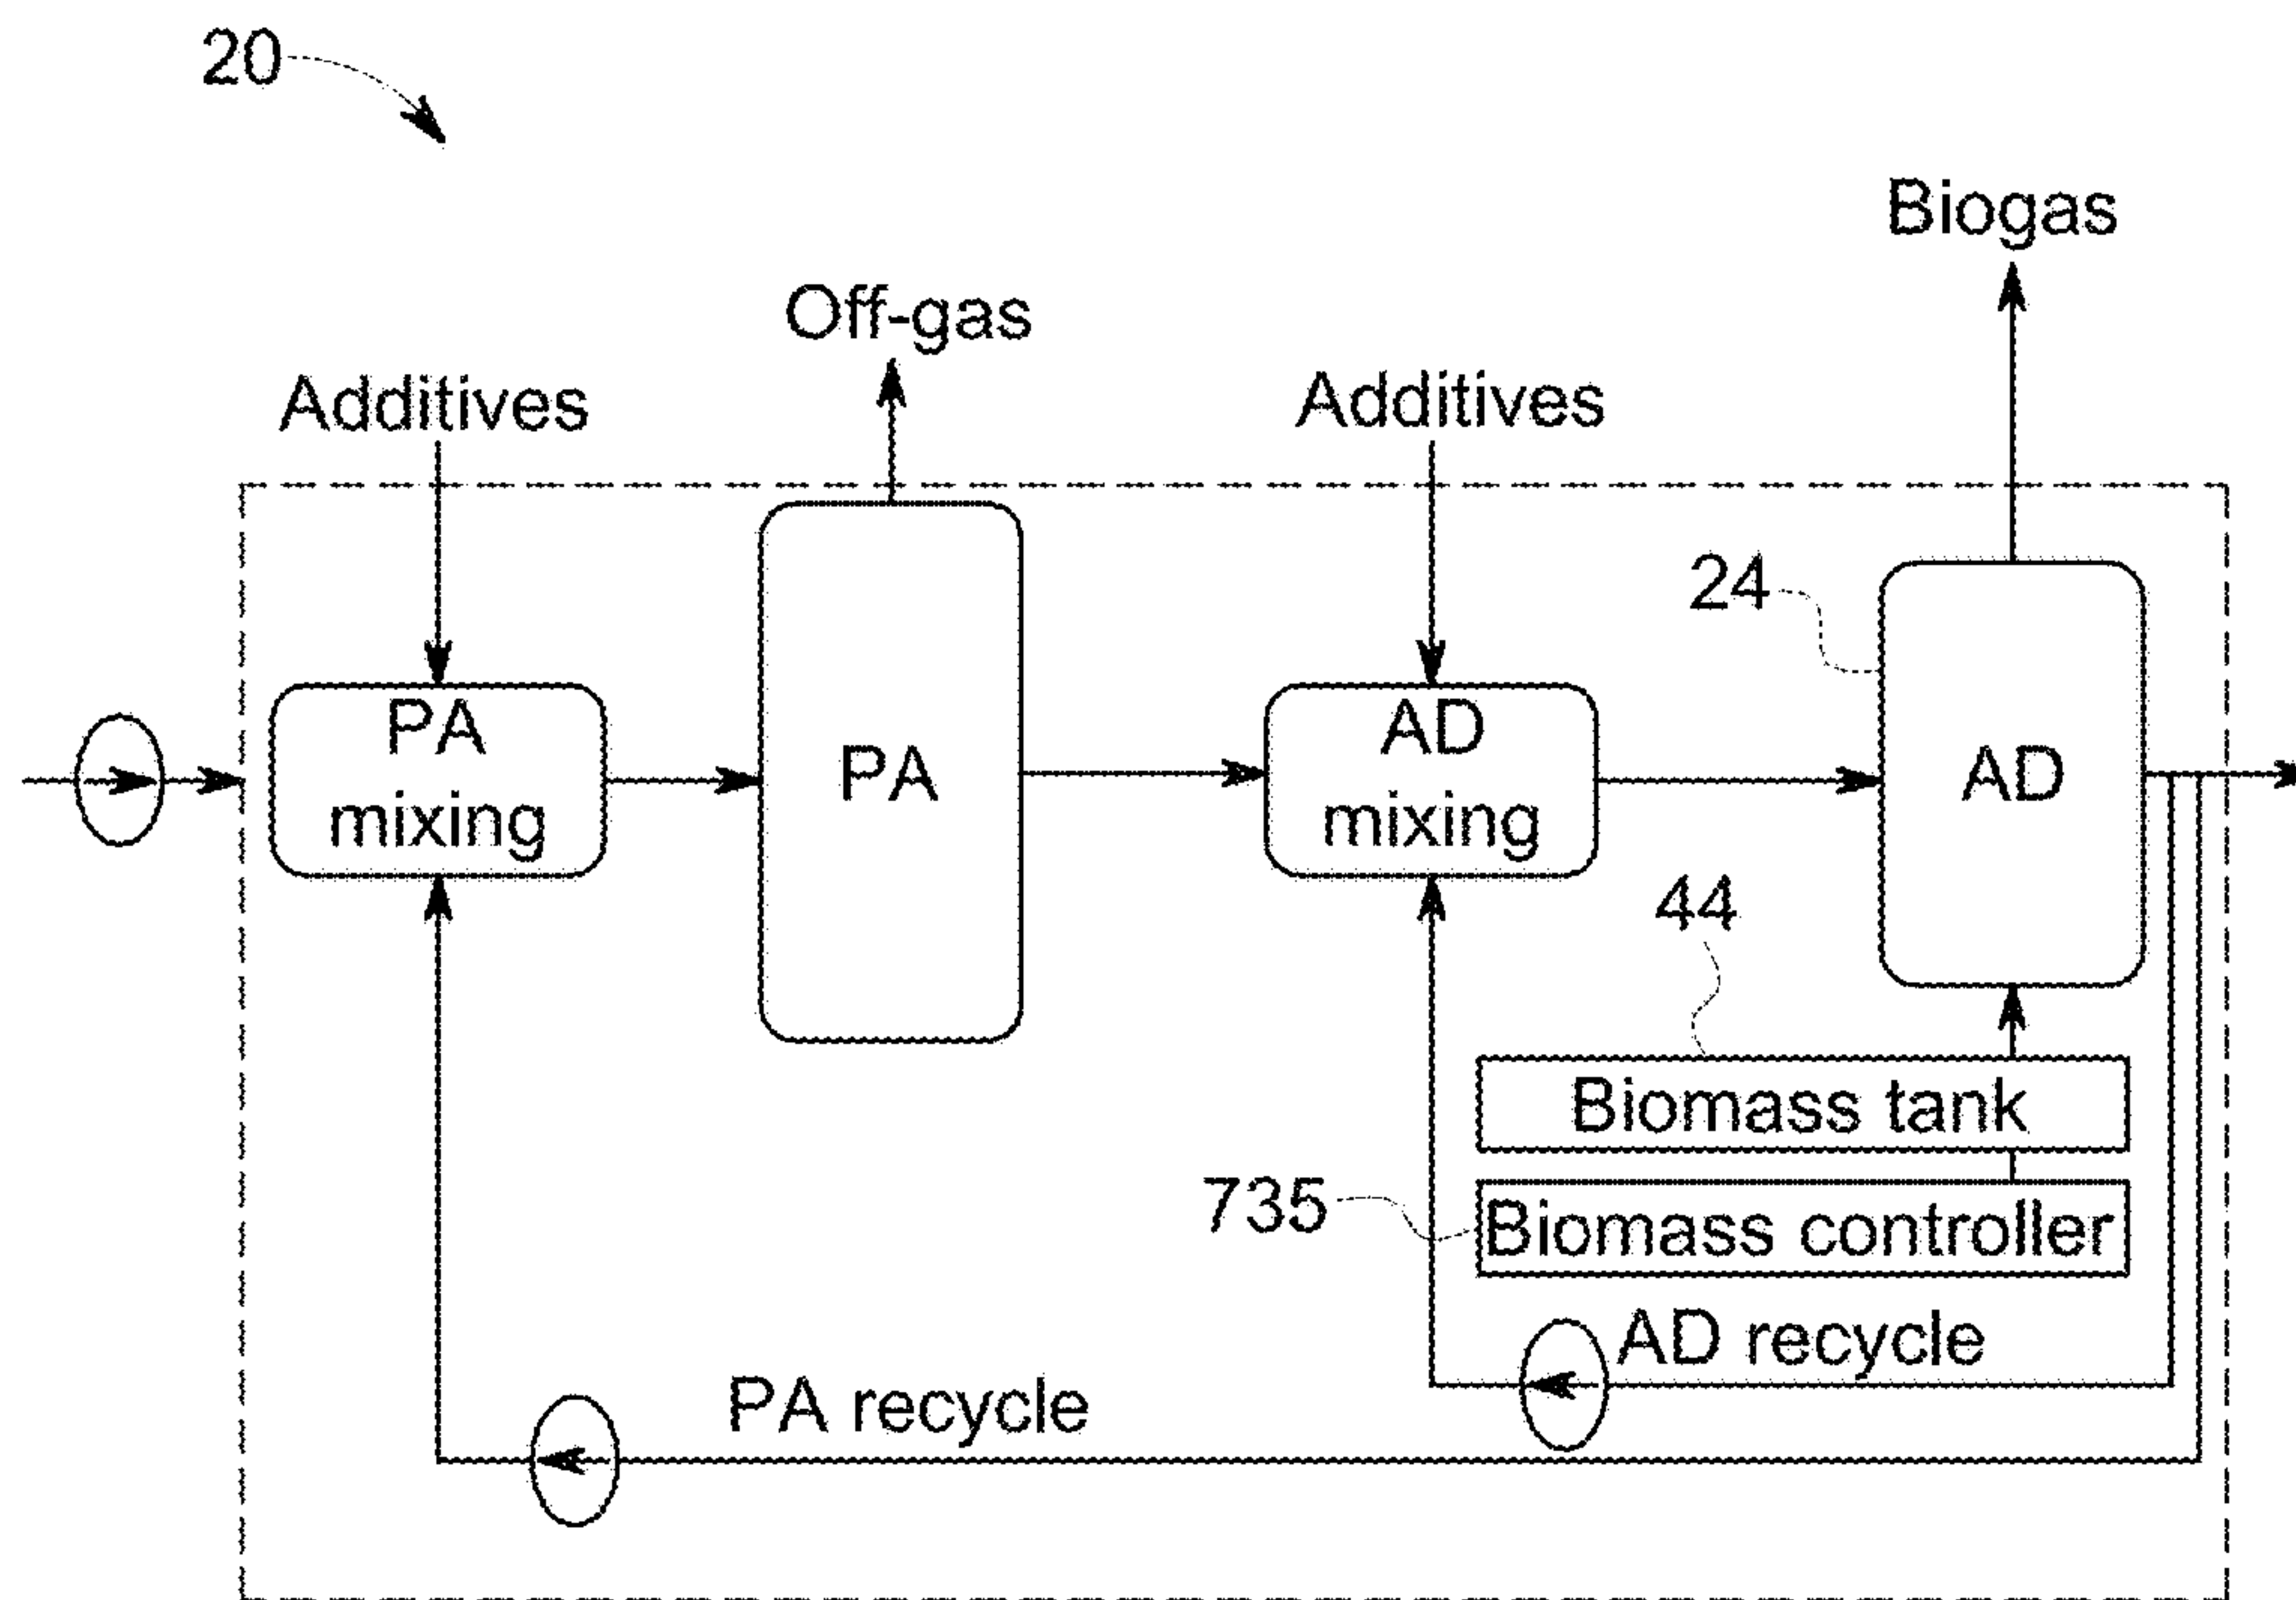 20
Biogas
Off-gas
Additives
Additives
24
PA
mixing
PA
AD
mixing
AD
44
Biomass tank
735
Biomass controller
AD recycle
PA recycle